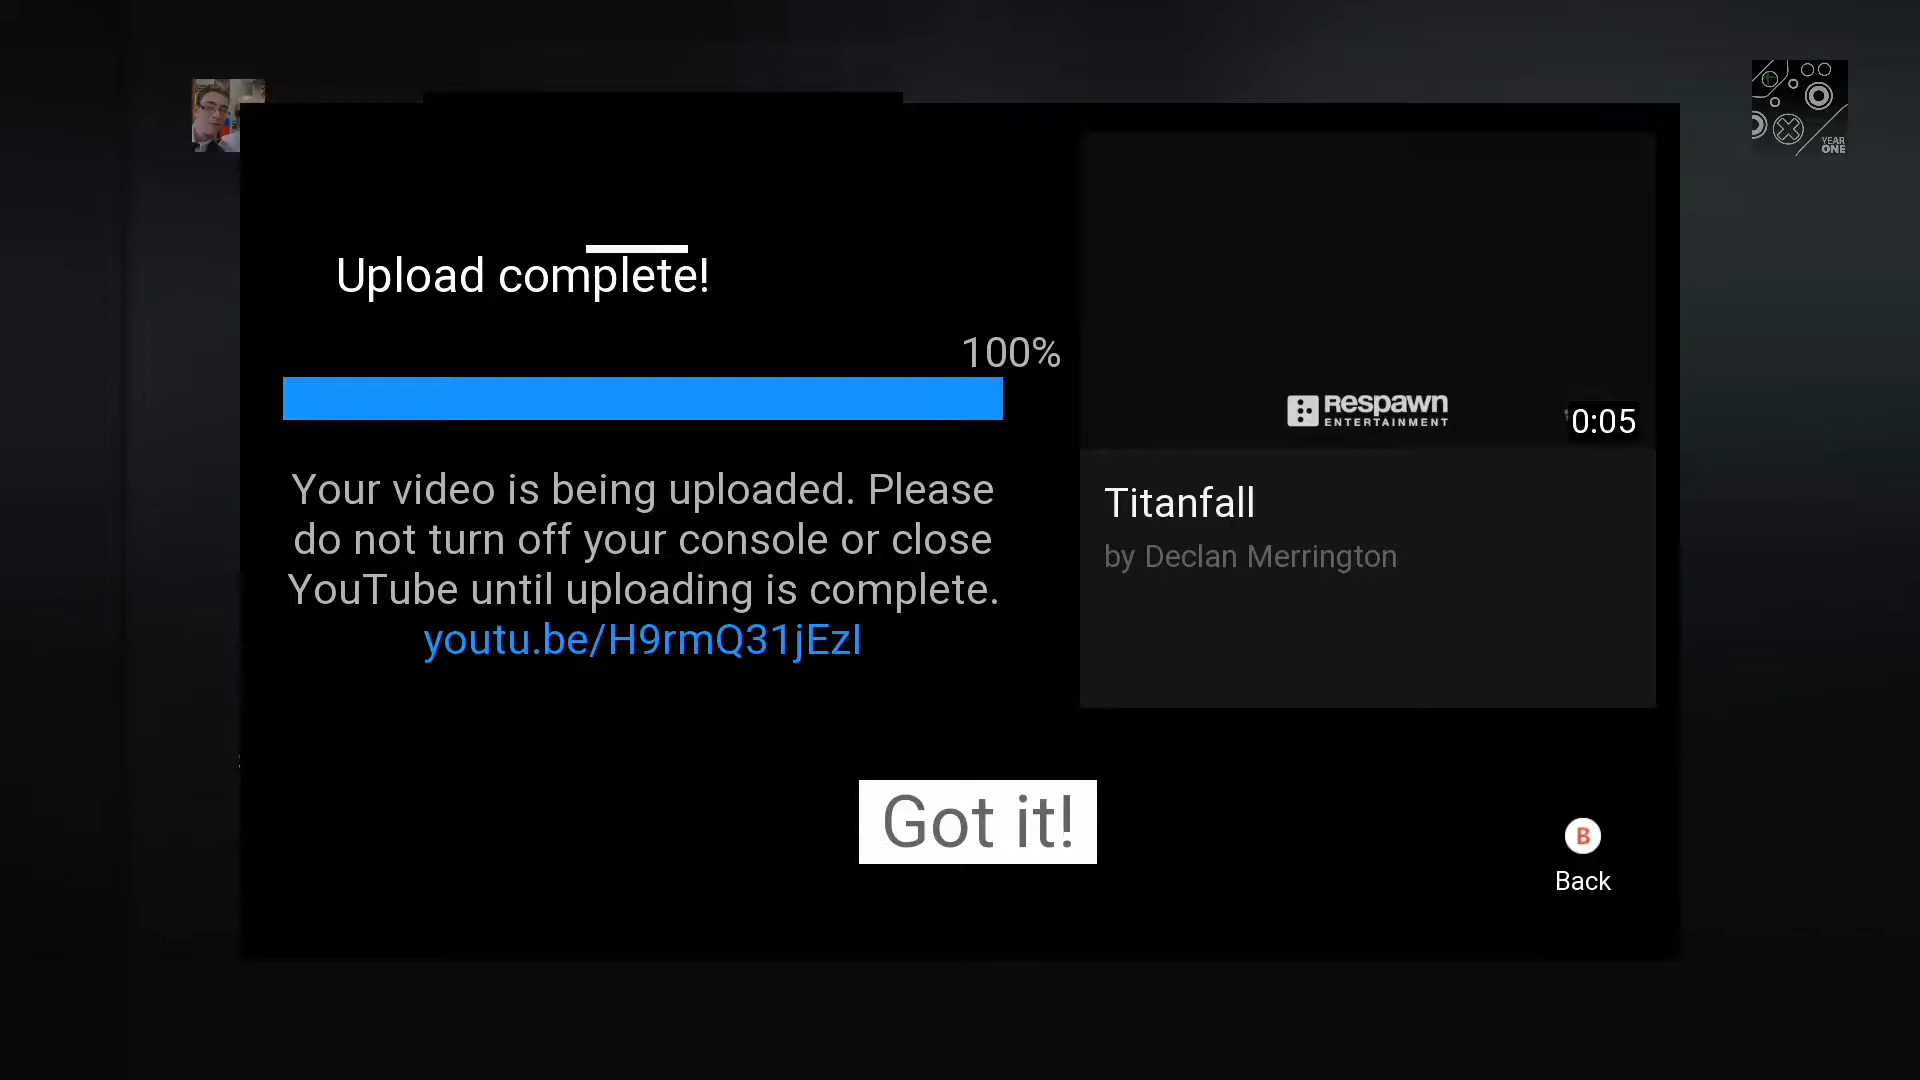 YEAR
ONE
Upload complete!
100%
Your video is being uploaded. Please
do not turn off your console or close
YouTube until uploading is complete.
youtu.be/H9rmQ31jEzI
Respawn
ENTERTAINMENT
0:05
Titanfall
by Declan Merrington
Got it!
B
Back